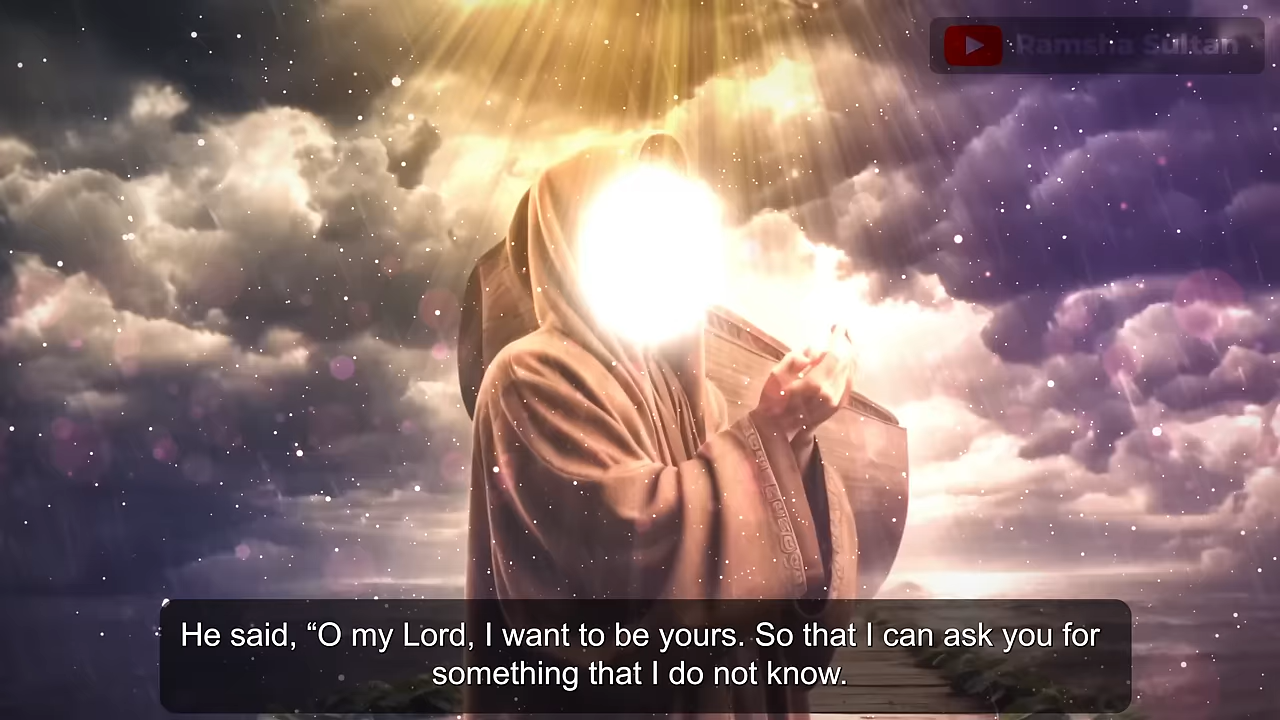 Ramsha Sultan
He said, “O my Lord, I want to be yours. So that I can ask you for
something that I do not know.